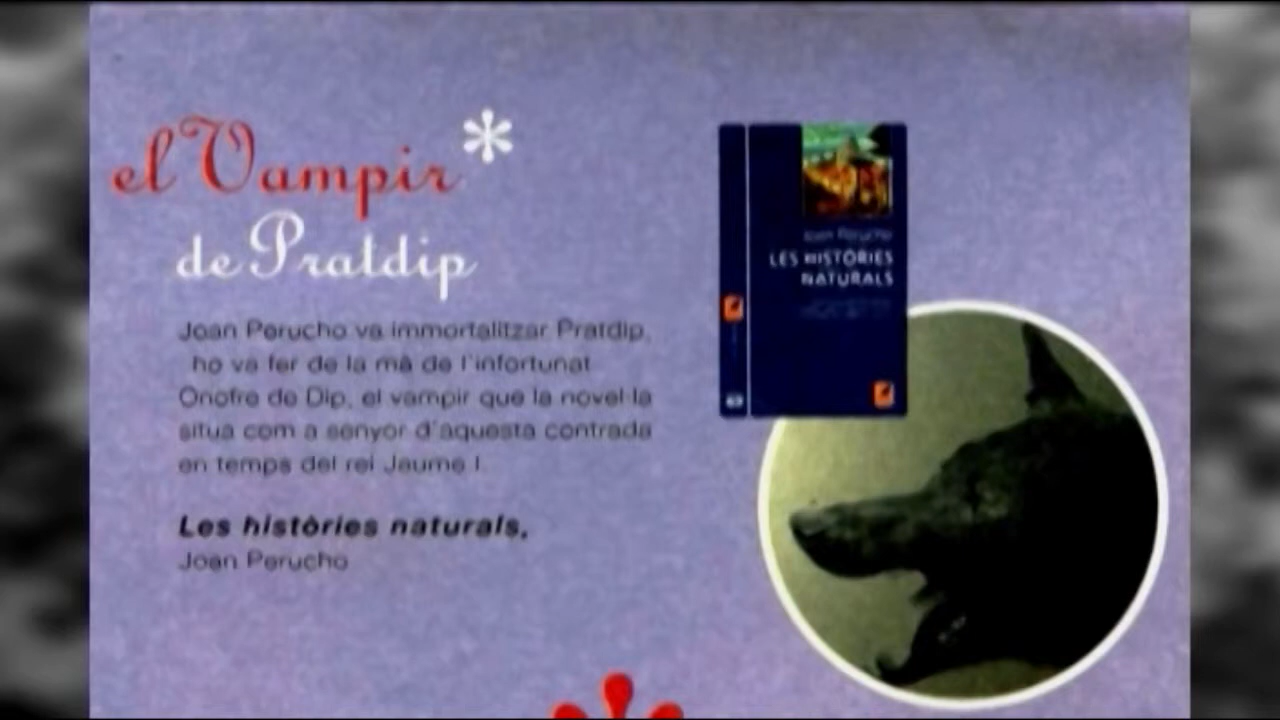 el Vampir*
de Pratdip
Joan Perucho va immortalitzar Pratdip,
ho va fer de la mà de l'infortunat
Onofre de Dip, el vampir que la novel·la
situa com a senyor d'aquesta contrada
en temps del rei Jaume I.
Les històries naturals,
Joan Perucho
Joan Perucho
LES HISTÒRIES
NATURALS